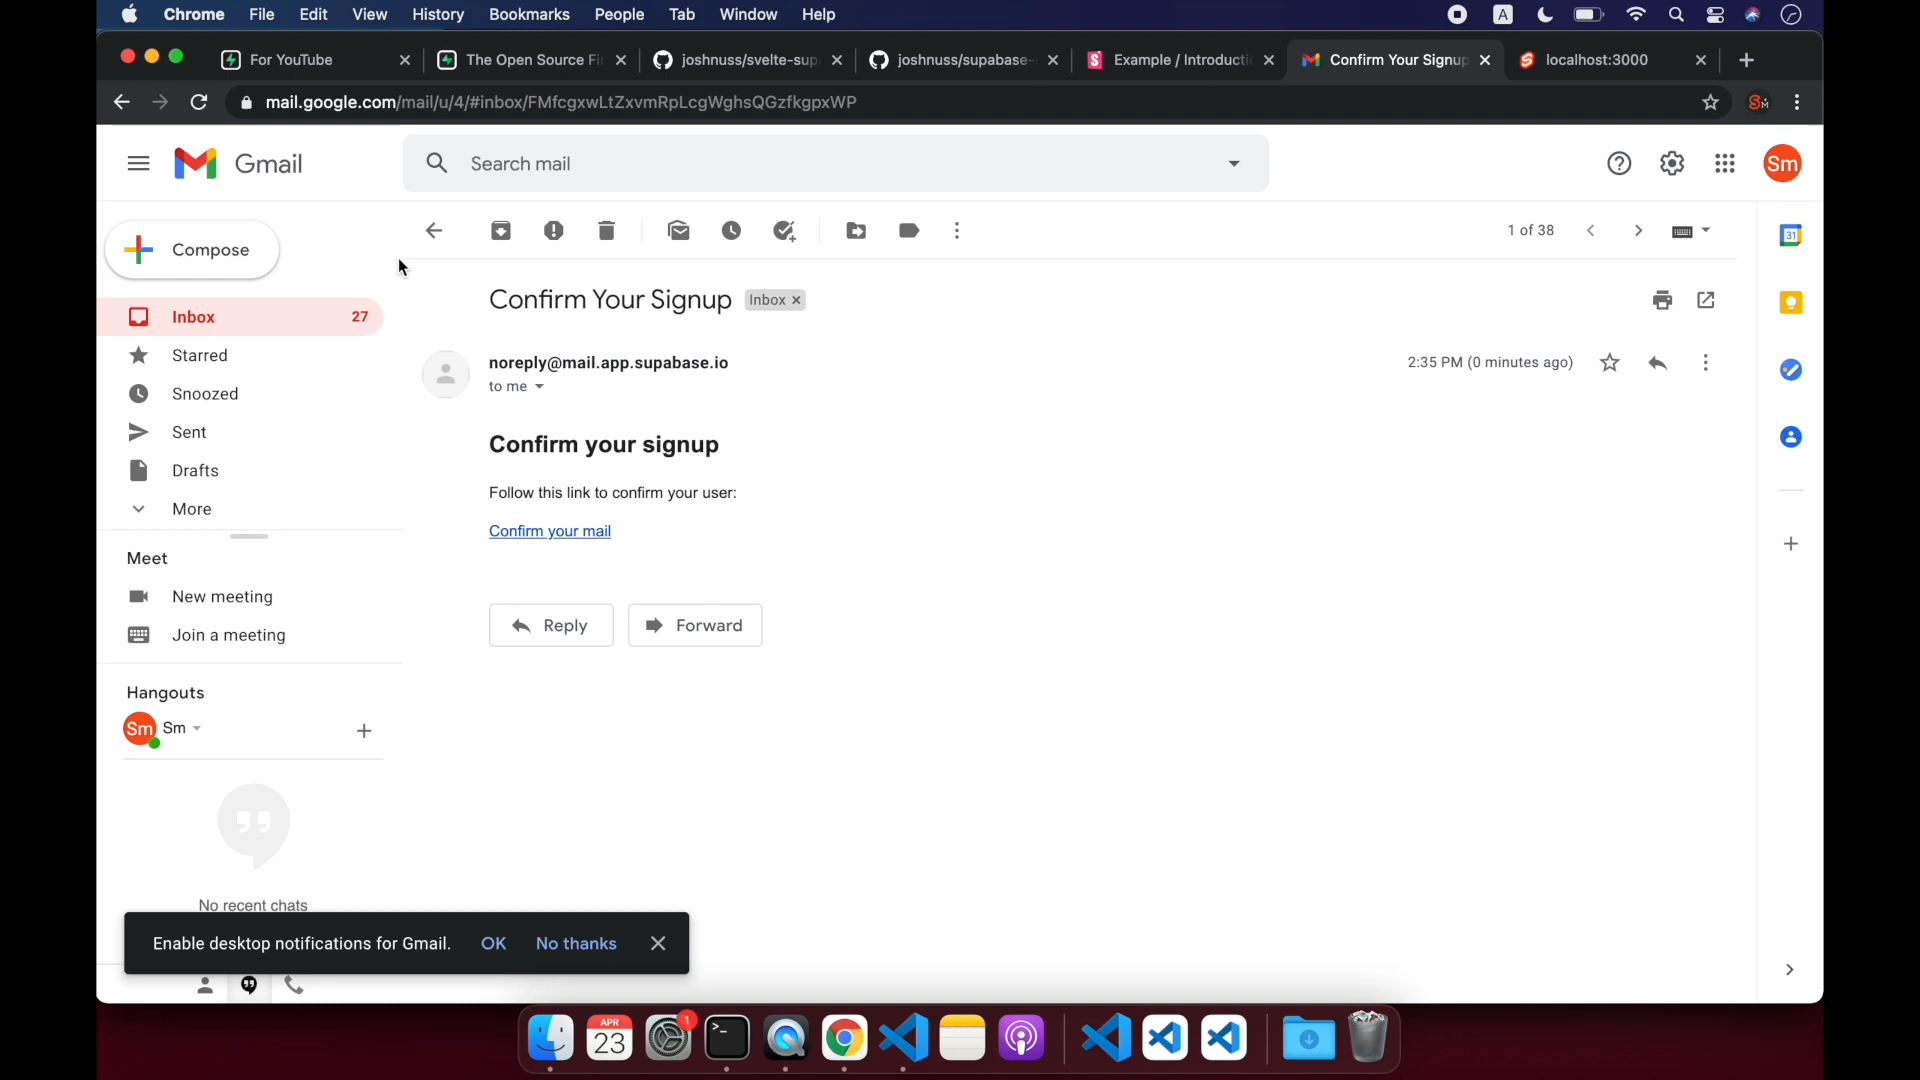 Chrome File Edit View History Bookmarks People Tab Window Help
A
For YouTube
The Open Source Fi
joshnuss/svelte-sup
joshnuss/supabase-
Example / Introducti
Confirm Your Signup
localhost:3000
mail.google.com/mail/u/4/#inbox/FMfcgxwLtZxvmRpLcgWghsQGzfkgpxWP
Gmail
Search mail
Sm
Compose
1 of 38
31
Confirm Your Signup Inbox
Inbox 27
Starred
noreply@mail.app.supabase.io
2:35 PM (0 minutes ago)
to me
Snoozed
Sent
Confirm your signup
Drafts
Follow this link to confirm your user:
More
Confirm your mail
Meet
New meeting
Join a meeting
Reply
Forward
Hangouts
Sm Sm
No recent chats
Enable desktop notifications for Gmail. OK No thanks
APR
23
1